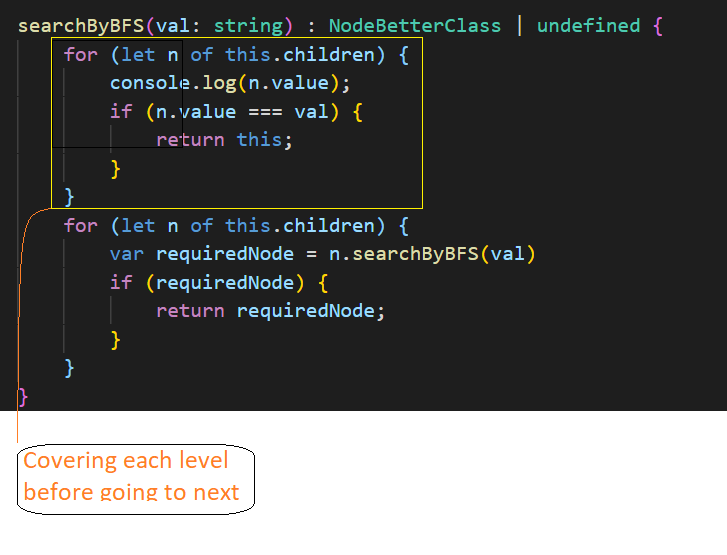 searchByBFS(val: string) : NodeBetterClass | undefined {
for (let n of this.children) {
console.log(n.value);
if (n.value === val) {
return this;
}
}
for (let n of this.children) {
var requiredNode = n.searchByBFS(val)
if (requiredNode) {
return requiredNode;
}
}
}
Covering each level
before going to next